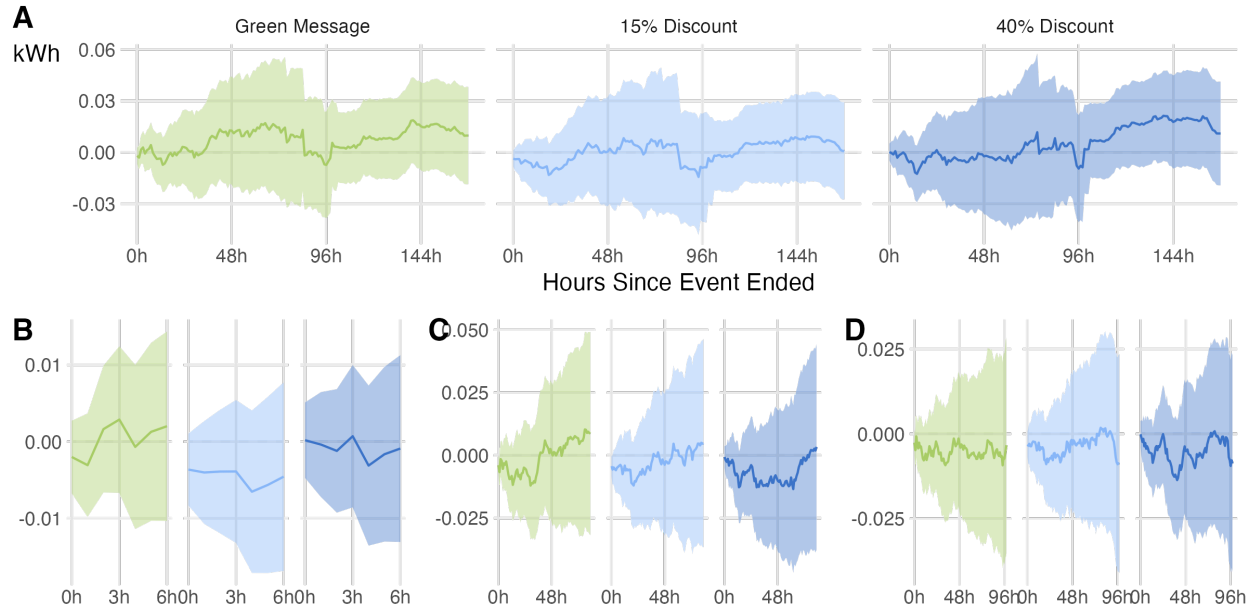 A
Green Message
15% Discount
40% Discount
kWh
0.06
0.03
0.00
-0.03
0h 48h 96h 144h
0h 48h 96h 144h
0h 48h 96h 144h
Hours Since Event Ended
B
0.01
0.00
-0.01
0h 3h 6h
0h 3h 6h
0h 3h 6h
C
0.050
0.025
0.000
-0.025
0h 48h
0h 48h
0h 48h
D
0.025
0.000
-0.025
0h 48h 96h
0h 48h 96h
0h 48h 96h